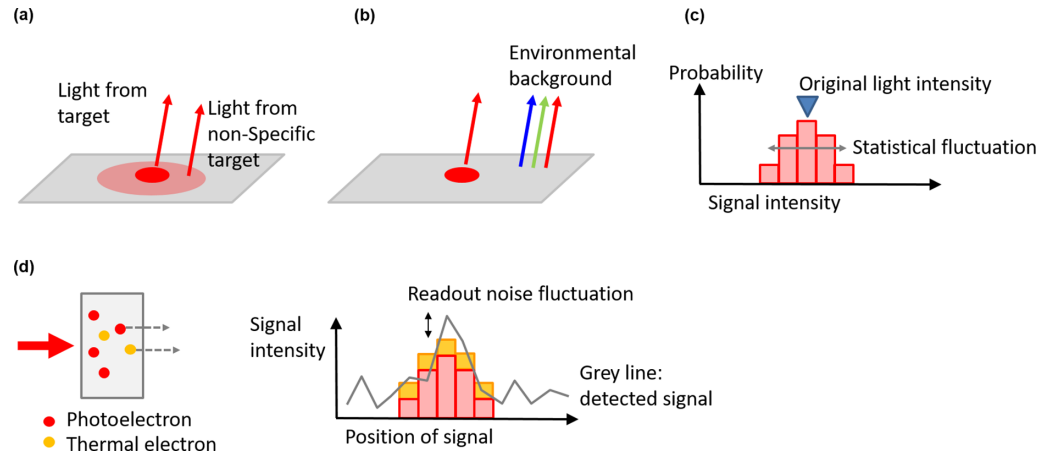 (a)
Light from
target
Light from
non-Specific
target
(b)
Environmental
background
(c)
Probability
Original light intensity
Statistical fluctuation
Signal intensity
(d)
Photoelectron
Thermal electron
Readout noise fluctuation
Signal
intensity
Grey line:
detected signal
Position of signal